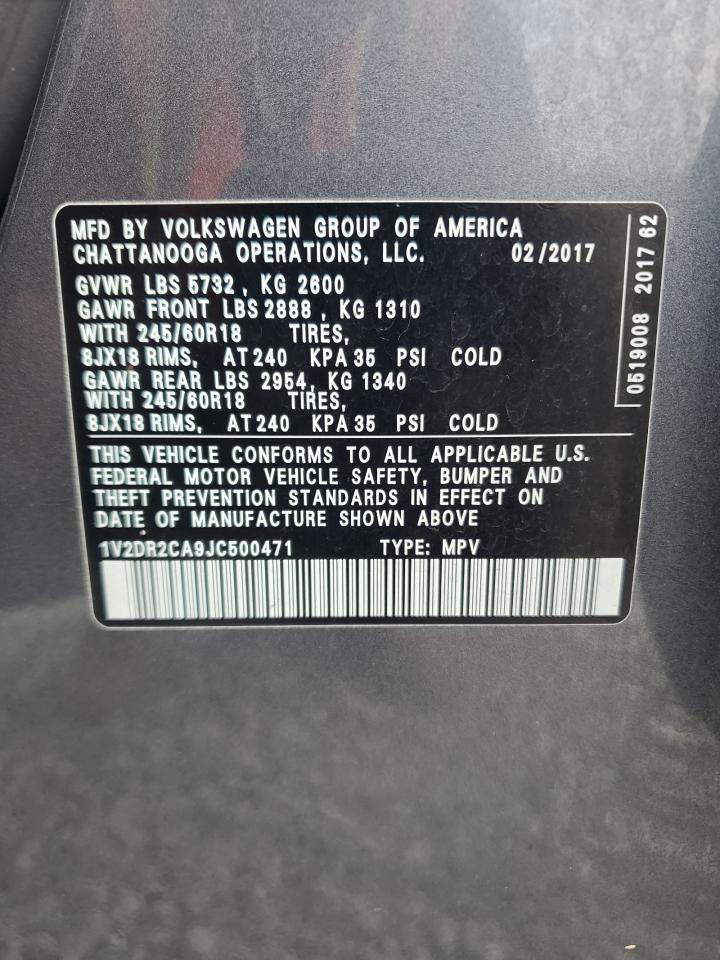 MFD BY VOLKSWAGEN GROUP OF AMERICA
CHATTANOOGA OPERATIONS, LLC. 02/2017
GVWR LBS 5732, KG 2600
GAWR FRONT LBS 2888, KG 1310
WITH 245/60R18 TIRES,
8JX18 RIMS, AT 240 KPA 35 PSI COLD
GAWR REAR LBS 2954, KG 1340
WITH 245/60R18 TIRES,
8JX18 RIMS, AT 240 KPA 35 PSI COLD
THIS VEHICLE CONFORMS TO ALL APPLICABLE U.S.
FEDERAL MOTOR VEHICLE SAFETY, BUMPER AND
THEFT PREVENTION STANDARDS IN EFFECT ON
DATE OF MANUFACTURE SHOWN ABOVE
1V2DR2CA9JC500471 TYPE: MPV
0519008 2017 62